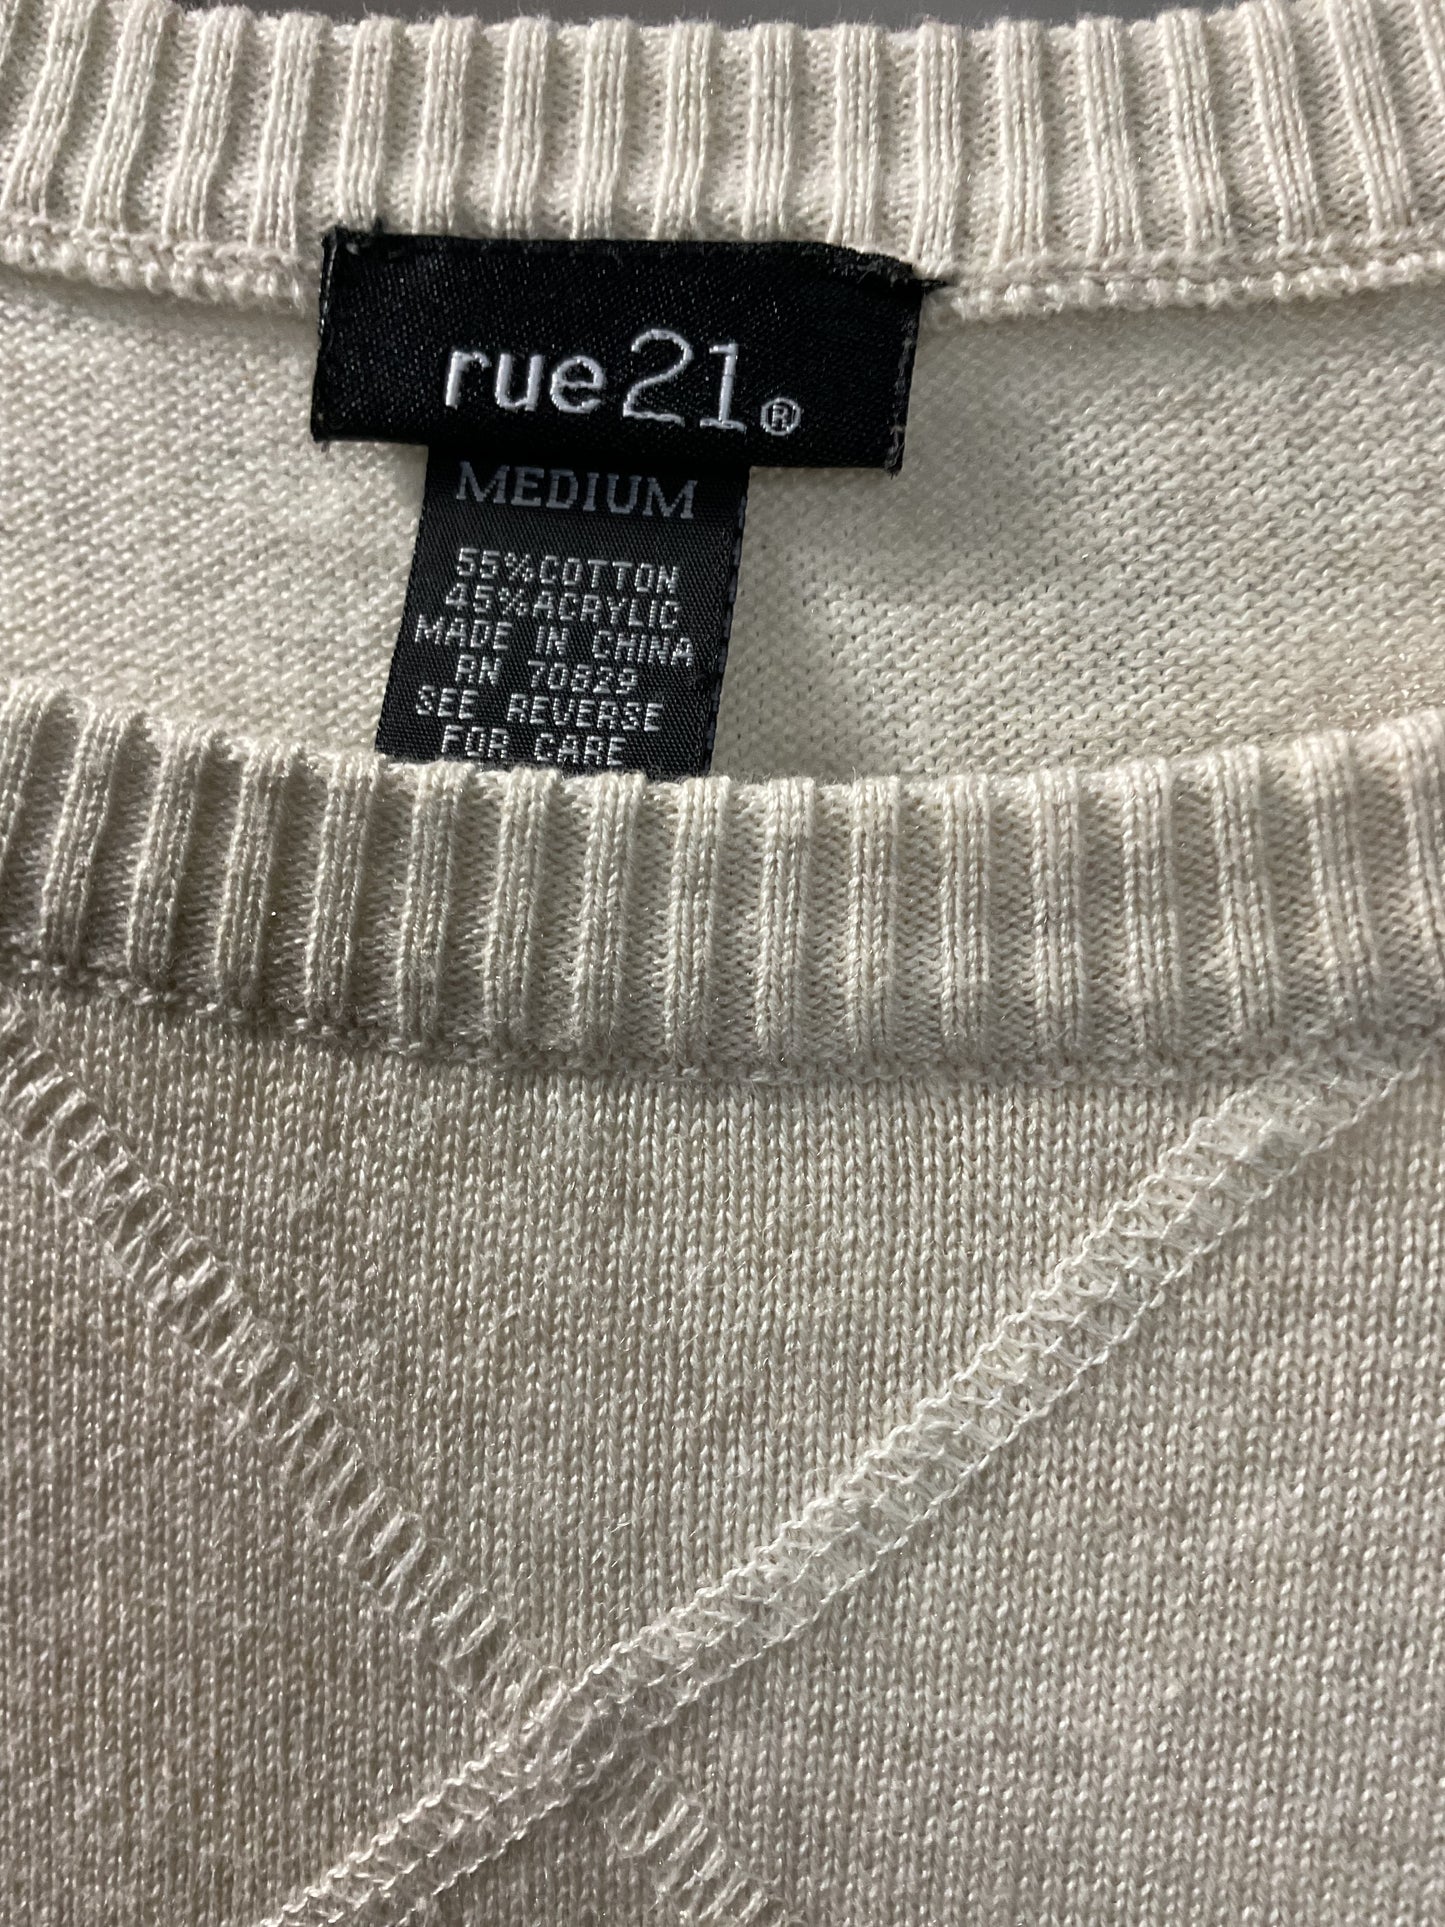 rue21®
MEDIUM
55%COTTON
45%ACRYLIC
MADE IN CHINA
RN 70829
SEE REVERSE
FOR CARE